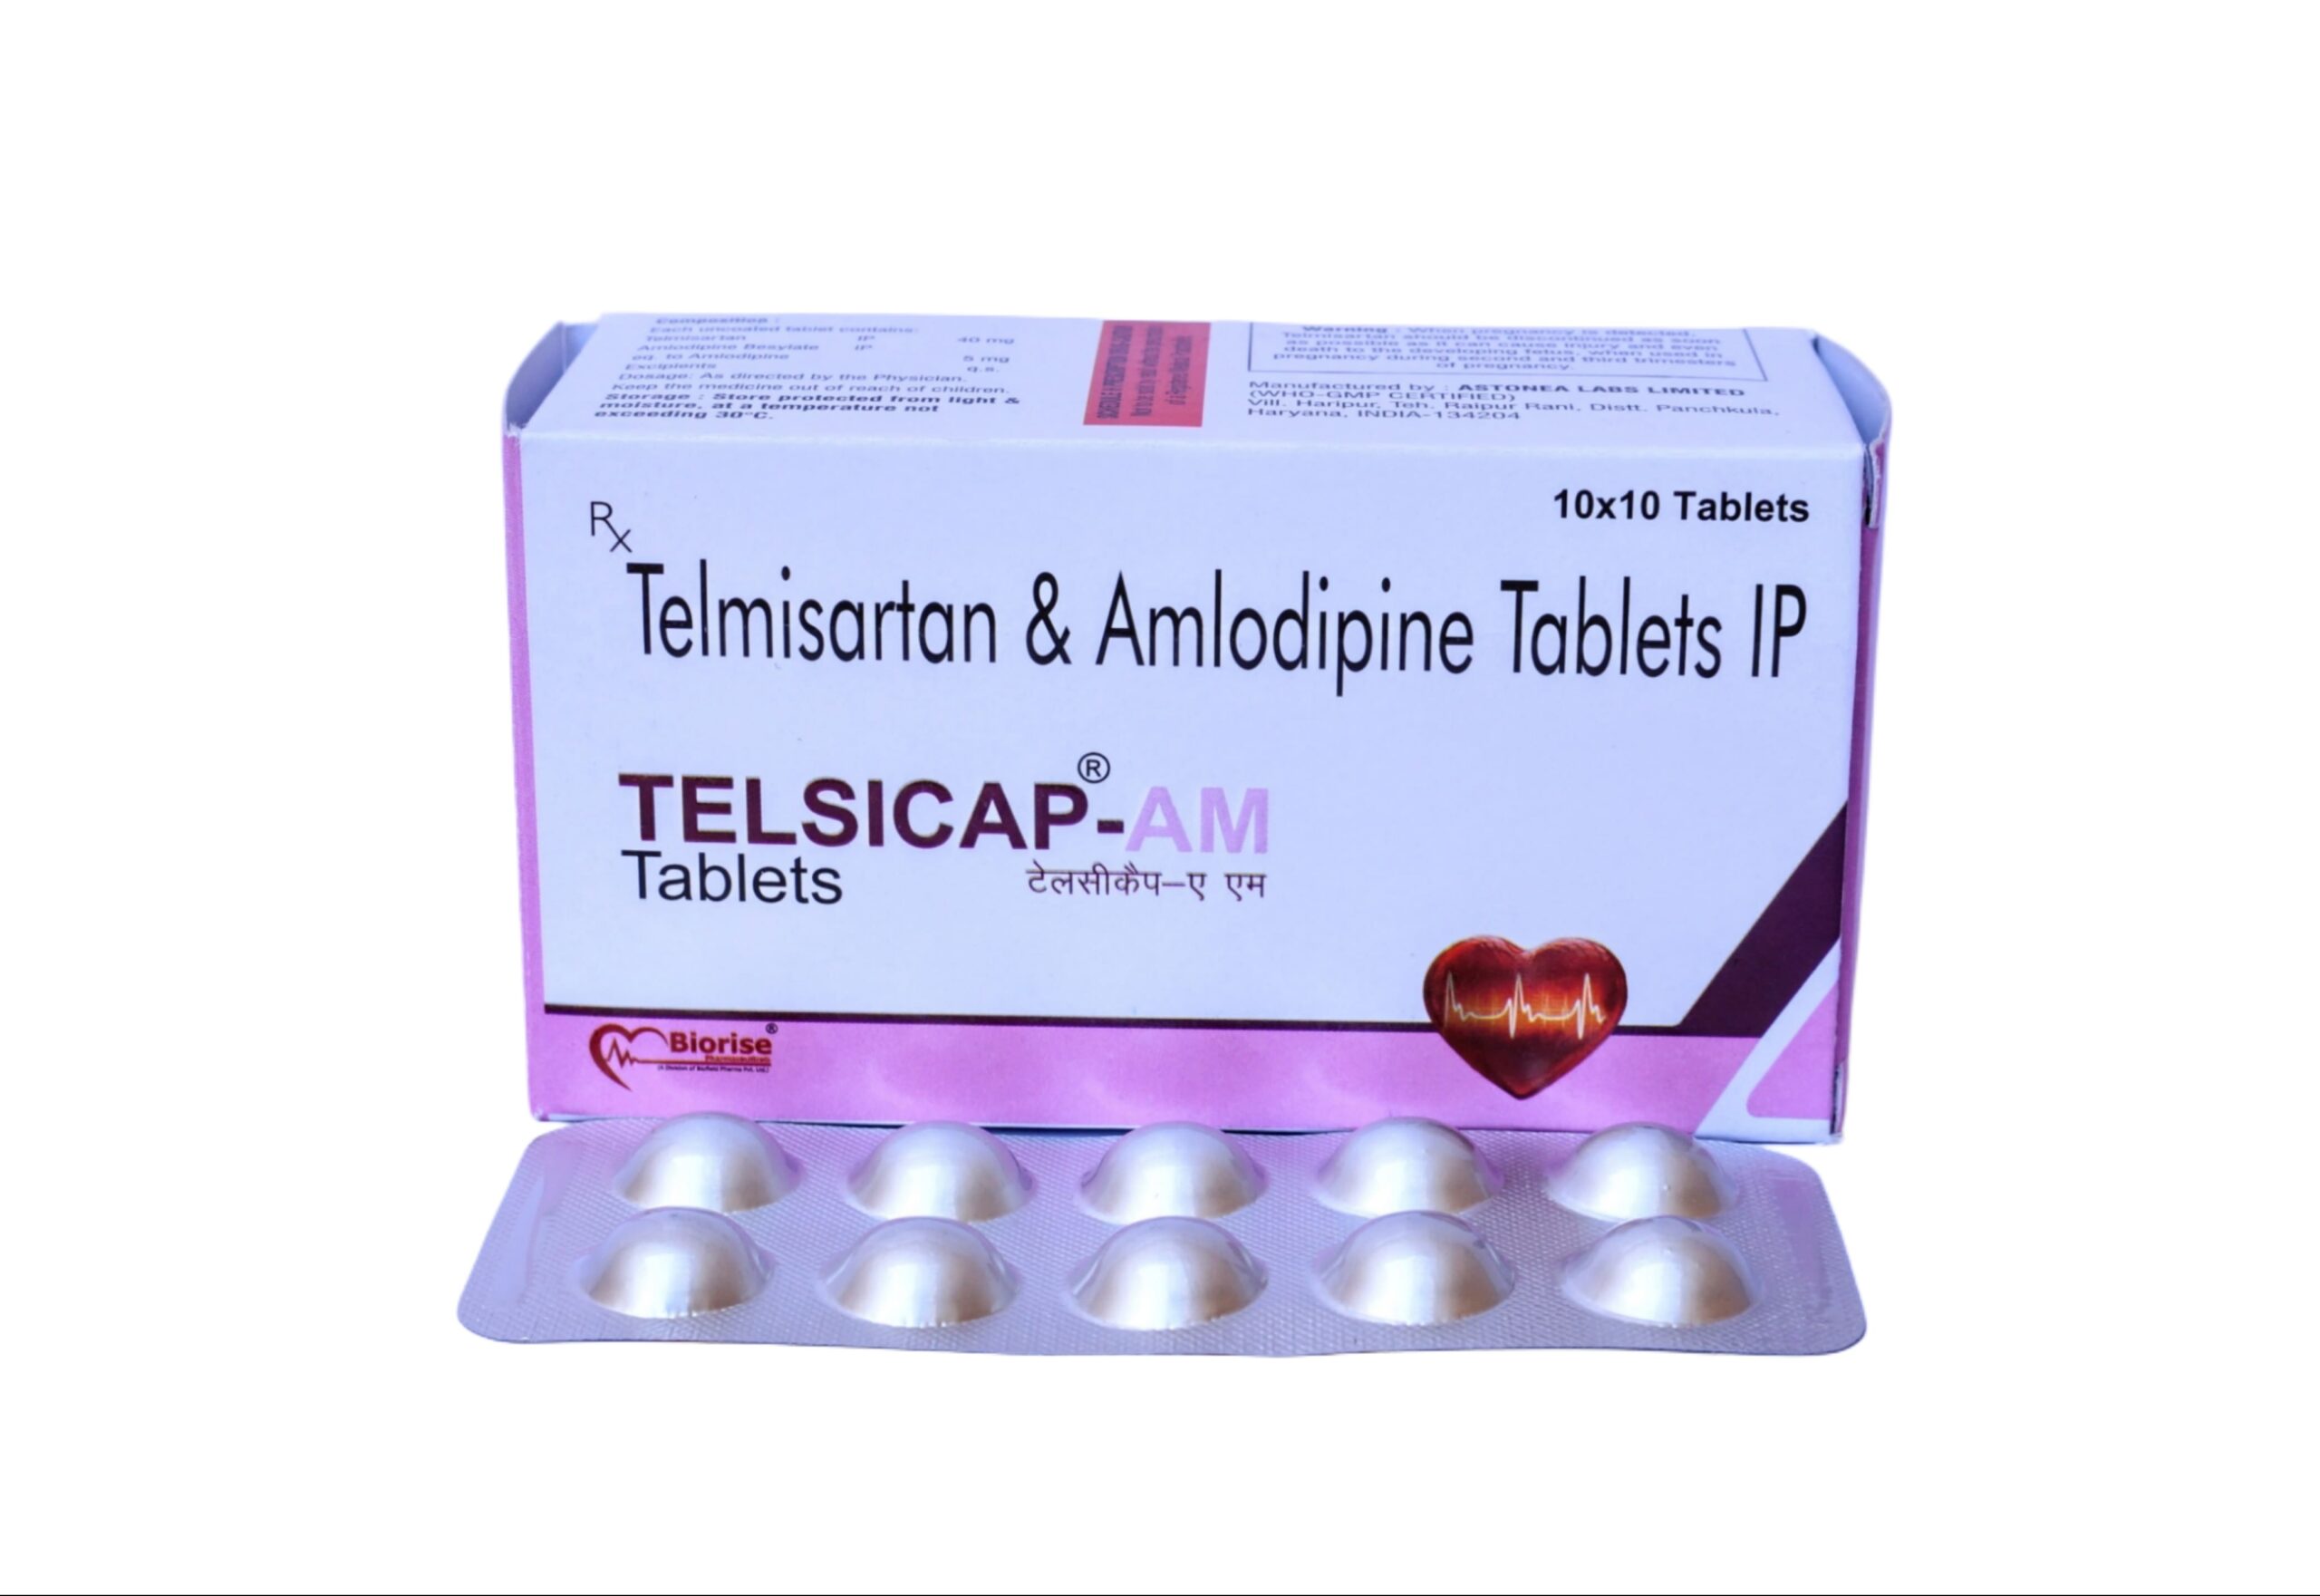 Composition :
Each uncoated tablet contains:
Telmisartan IP 40 mg
Amlodipine Besylate IP
eq. to Amlodipine 5 mg
Excipients q.s.
Dosage: As directed by the Physician.
Keep the medicine out of reach of children.
Storage : Store protected from light &
moisture, at a temperature not
exceeding 30°C.
Warning : When pregnancy is detected,
Telmisartan should be discontinued as soon
as possible as it can cause injury and even
death to the developing fetus, when used in
pregnancy during second and third trimesters
of pregnancy.
Manufactured by : ASTONEA LABS LIMITED
(WHO-GMP CERTIFIED)
Vill. Haripur, Teh. Raipur Rani, Distt. Panchkula,
Haryana, INDIA-134204
Rx
10x10 Tablets
Telmisartan & Amlodipine Tablets IP
TELSICAP®-AM
Tablets
टेलसीकैप–ए एम
Biorise®
Pharmaceuticals